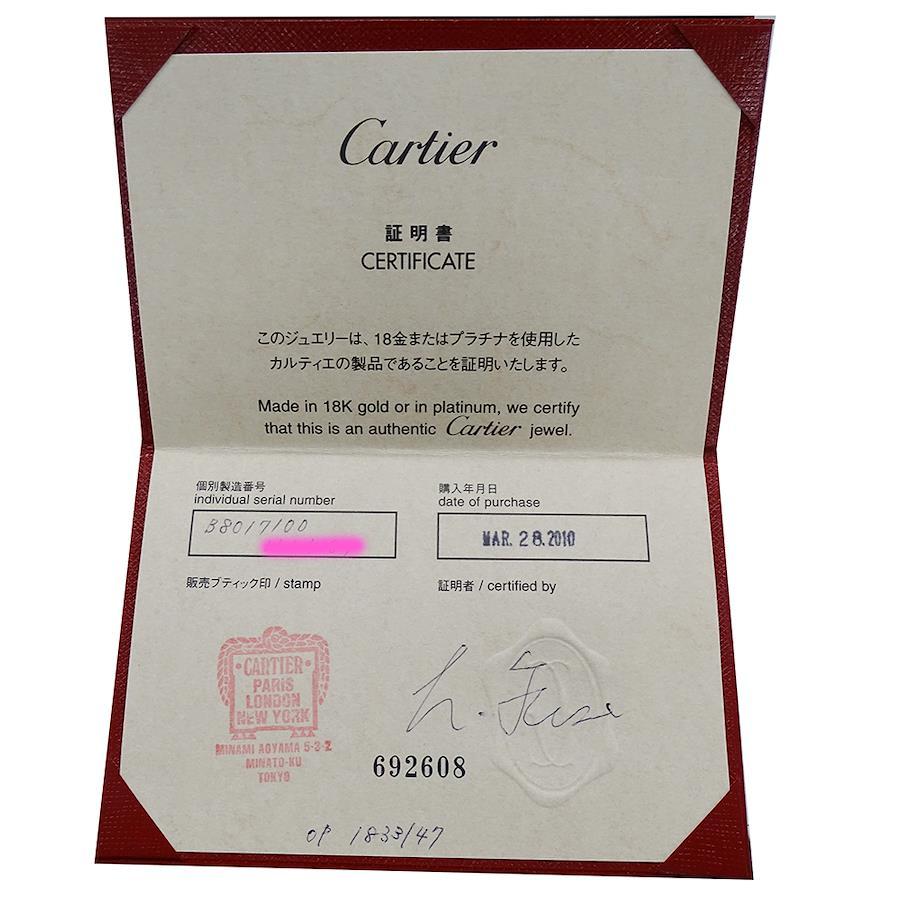 Cartier
証明書
CERTIFICATE
このジュエリーは、18金またはプラチナを使用した
カルティエの製品であることを証明いたします。
Made in 18K gold or in platinum, we certify
that this is an authentic Cartier jewel.
個別製造番号
individual serial number
B8017100
購入年月日
date of purchase
MAR. 28. 2010
販売ブティック印 / stamp
証明者 / certified by
CARTIER
PARIS
LONDON
NEW YORK
MINAMI AOYAMA 5-3-2
MINATO-KU
TOKYO
692608
OP 1833/47